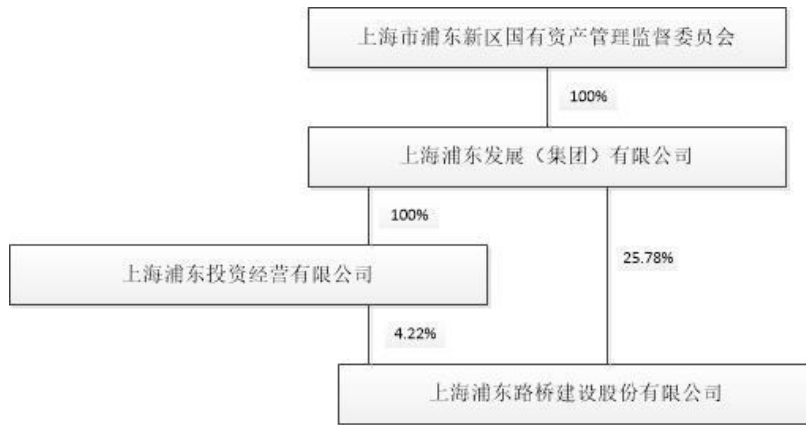 上海市浦东新区国有资产管理监督委员会
100%
上海浦东发展（集团）有限公司
100%
25.78%
上海浦东投资经营有限公司
4.22%
上海浦东路桥建设股份有限公司